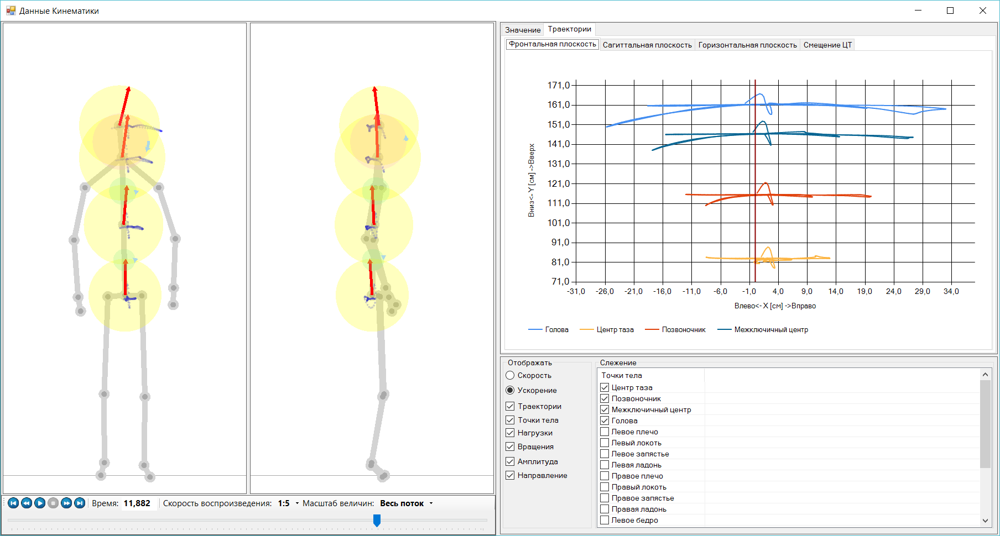 Данные Кинематики
Значение Траектории
Фронтальная плоскость Сагиттальная плоскость Горизонтальная плоскость Смещение ЦТ
171,0
161,0
151,0
141,0
131,0
121,0
111,0
101,0
91,0
81,0
71,0
Вниз<- Y [см] ->Вверх
-31,0 -26,0 -21,0 -16,0 -11,0 -6,0 -1,0 4,0 9,0 14,0 19,0 24,0 29,0 34,0
Влево<- X [см] ->Вправо
Голова Центр таза Позвоночник Межключичный центр
Отображать
Скорость
Ускорение
Траектории
Точки тела
Нагрузки
Вращения
Амплитуда
Направление
Слежение
Точки тела
Центр таза
Позвоночник
Межключичный центр
Голова
Левое плечо
Левый локоть
Левое запястье
Левая ладонь
Правое плечо
Правый локоть
Правое запястье
Правая ладонь
Левое бедро
Время: 11,882 Скорость воспроизведения: 1:5 Масштаб величин: Весь поток